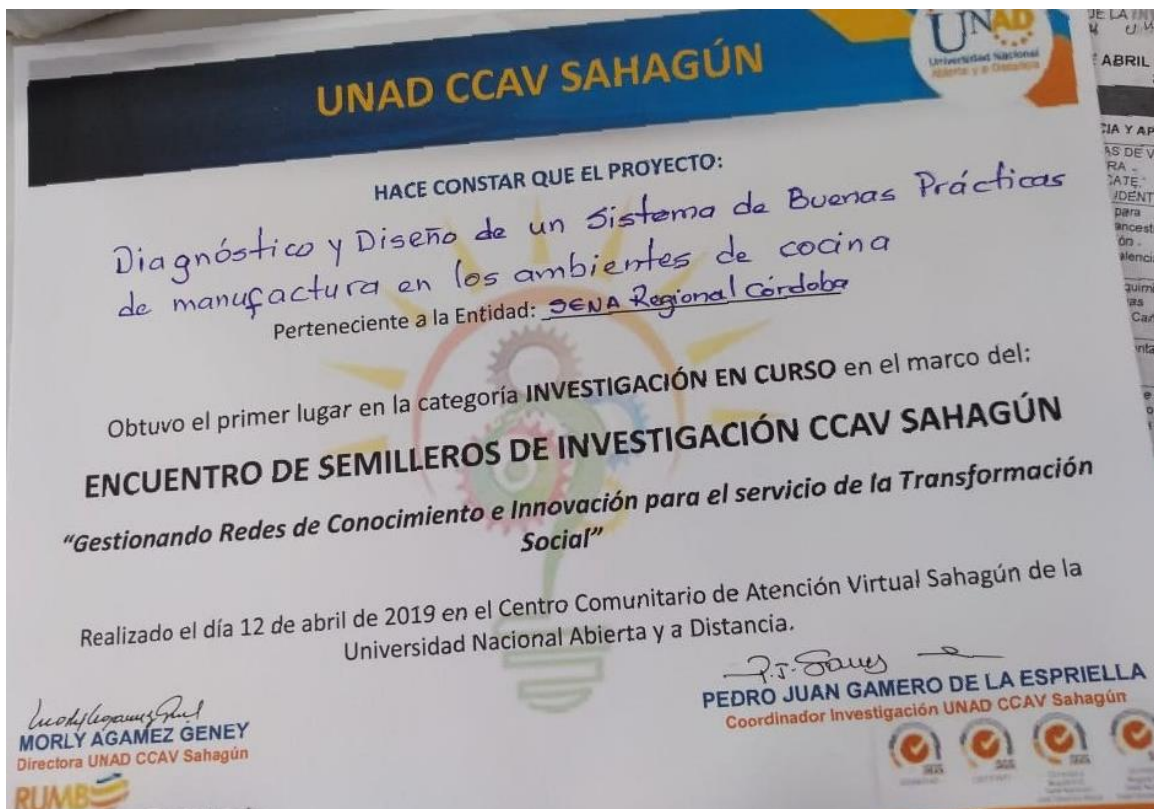 UNAD CCAV SAHAGÚN
UNAD
Universidad Nacional
Abierta y a Distancia
HACE CONSTAR QUE EL PROYECTO:
Diagnóstico y Diseño de un Sistema de Buenas Prácticas
de manufactura en los ambientes de cocina
Perteneciente a la Entidad: SENA Regional Córdoba
Obtuvo el primer lugar en la categoría INVESTIGACIÓN EN CURSO en el marco del:
ENCUENTRO DE SEMILLEROS DE INVESTIGACIÓN CCAV SAHAGÚN
"Gestionando Redes de Conocimiento e Innovación para el servicio de la Transformación
Social"
Realizado el día 12 de abril de 2019 en el Centro Comunitario de Atención Virtual Sahagún de la
Universidad Nacional Abierta y a Distancia.
MORLY AGAMEZ GENEY
Directora UNAD CCAV Sahagún
PEDRO JUAN GAMERO DE LA ESPRIELLA
Coordinador Investigación UNAD CCAV Sahagún
RUMB
ABRIL
para